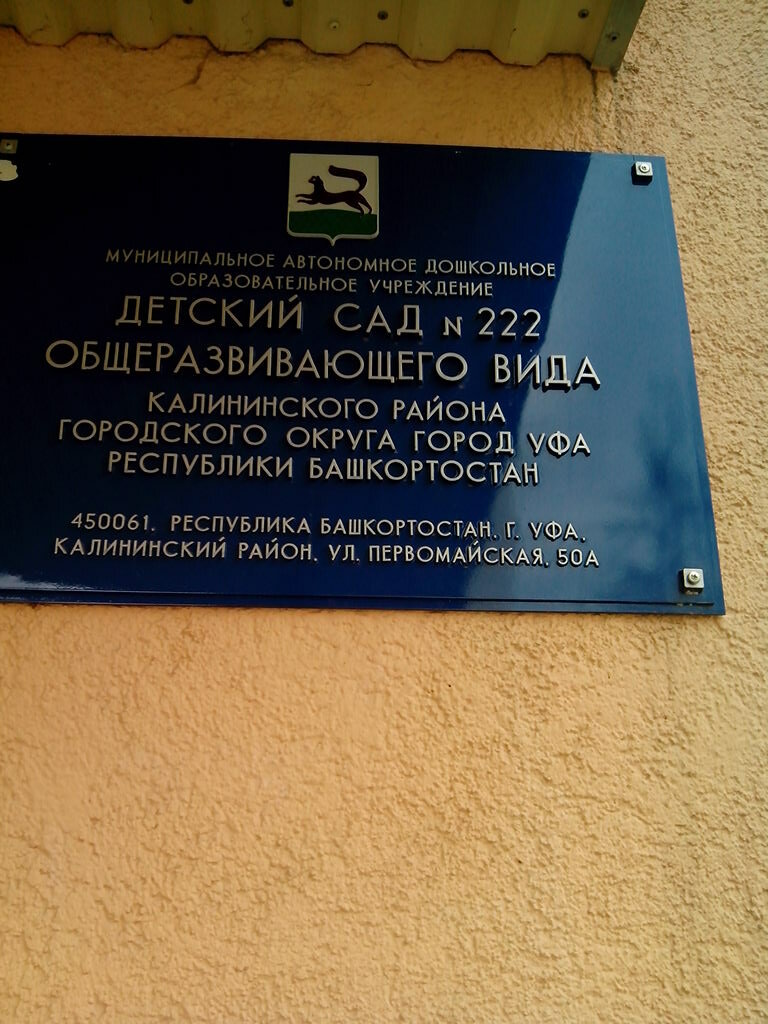 МУНИЦИПАЛЬНОЕ АВТОНОМНОЕ ДОШКОЛЬНОЕ
ОБРАЗОВАТЕЛЬНОЕ УЧРЕЖДЕНИЕ
ДЕТСКИЙ САД N 222
ОБЩЕРАЗВИВАЮЩЕГО ВИДА
КАЛИНИНСКОГО РАЙОНА
ГОРОДСКОГО ОКРУГА ГОРОД УФА
РЕСПУБЛИКИ БАШКОРТОСТАН
450061. РЕСПУБЛИКА БАШКОРТОСТАН, Г. УФА,
КАЛИНИНСКИЙ РАЙОН, УЛ. ПЕРВОМАЙСКАЯ, 50А